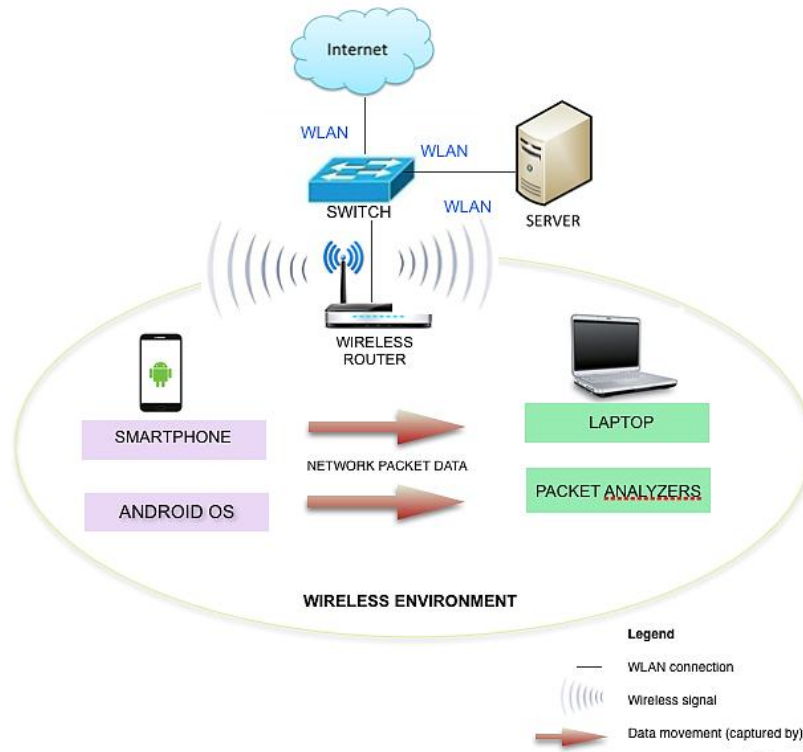 Internet
WLAN
WLAN
SWITCH
WLAN
SERVER
WIRELESS
ROUTER
SMARTPHONE
LAPTOP
NETWORK PACKET DATA
ANDROID OS
PACKET ANALYZERS
WIRELESS ENVIRONMENT
Legend
WLAN connection
Wireless signal
Data movement (captured by)